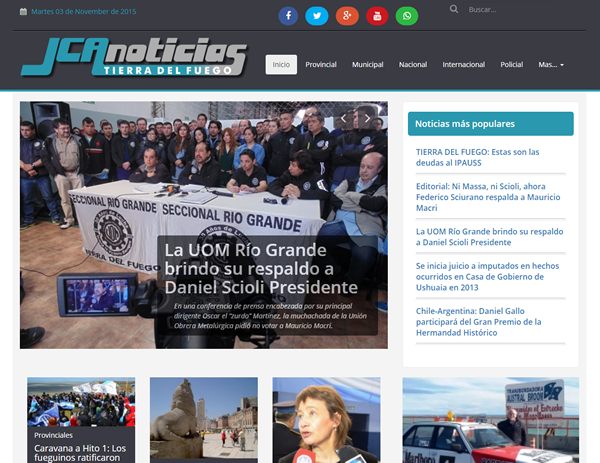 Martes 03 de November de 2015
Buscar...
JCAnoticias
TIERRA DEL FUEGO
Inicio Provincial Municipal Nacional Internacional Policial Mas...
SECCIONAL RÍO GRANDE SECCIONAL RÍO GRANDE
La UOM Río Grande
brindo su respaldo a
Daniel Scioli Presidente
En una conferencia de prensa encabezada por su principal
dirigente Oscar el "zurdo" Martínez, la muchachada de la Unión
Obrera Metalúrgica pidió no votar a Mauricio Macri.
Noticias más populares
TIERRA DEL FUEGO: Estas son las
deudas al IPAUSS
Editorial: Ni Massa, ni Scioli, ahora
Federico Sciurano respalda a Mauricio
Macri
La UOM Río Grande brindo su respaldo
a Daniel Scioli Presidente
Se inicia juicio a imputados en hechos
ocurridos en Casa de Gobierno de
Ushuaia en 2013
Chile-Argentina: Daniel Gallo
participará del Gran Premio de la
Hermandad Histórico
Provinciales
Caravana a Hito 1: Los
fueguinos ratificaron
TRANSBORDADORA
AUSTRAL BROOM
Marlboro